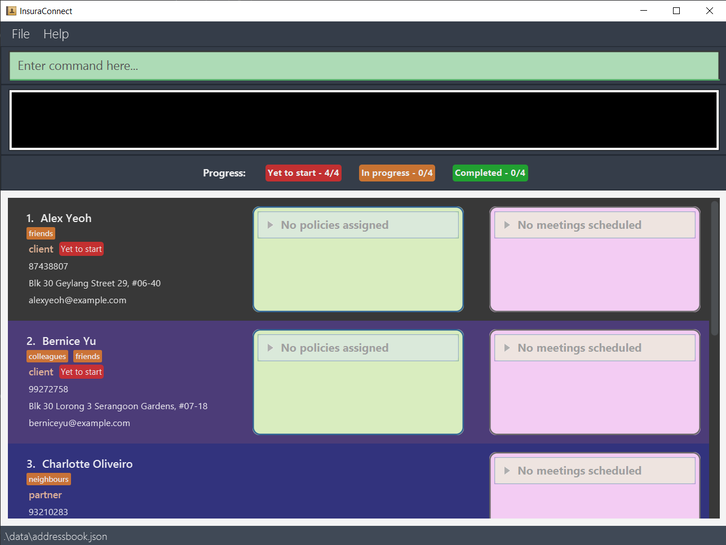 InsuraConnect
File Help
Enter command here...
Progress: Yet to start - 4/4 In progress - 0/4 Completed - 0/4
1. Alex Yeoh
friends
client Yet to start
87438807
Blk 30 Geylang Street 29, #06-40
alexyeoh@example.com
No policies assigned
No meetings scheduled
2. Bernice Yu
colleagues friends
client Yet to start
99272758
Blk 30 Lorong 3 Serangoon Gardens, #07-18
berniceyu@example.com
No policies assigned
No meetings scheduled
3. Charlotte Oliveiro
neighbours
partner
93210283
No meetings scheduled
.\data\addressbook.json